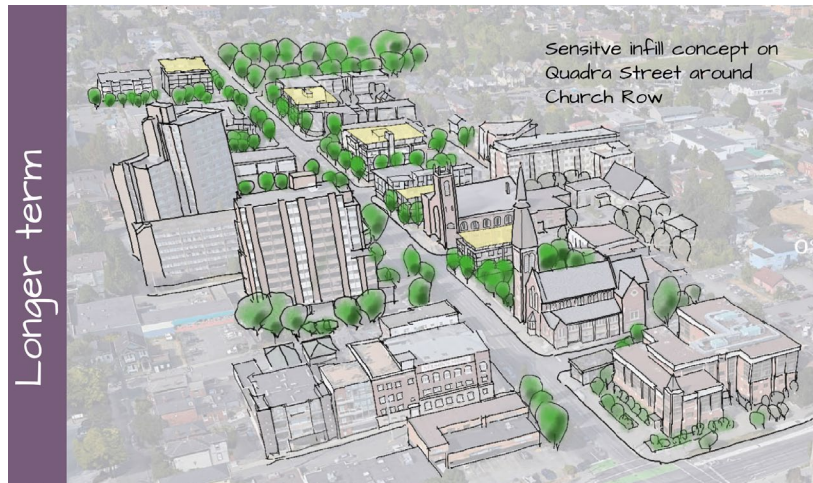 Longer term
Sensitve infill concept on
Quadra Street around
Church Row